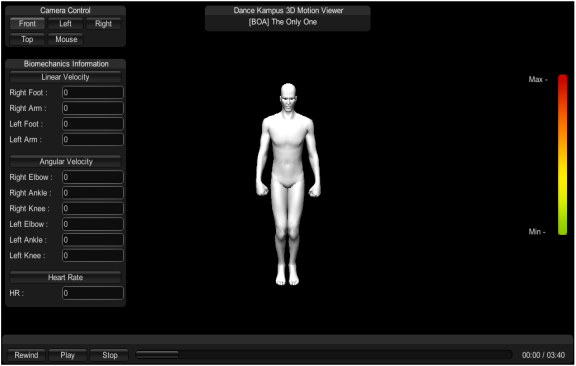 Camera Control
Front Left Right
Top Mouse
Dance Kampus 3D Motion Viewer
[BOA] The Only One
Biomechanics Information
Linear Velocity
Right Foot : 0
Right Arm : 0
Left Foot : 0
Left Arm : 0
Angular Velocity
Right Elbow : 0
Right Ankle : 0
Right Knee : 0
Left Elbow : 0
Left Ankle : 0
Left Knee : 0
Heart Rate
HR : 0
Max -
Min -
Rewind Play Stop 00:00 / 03:40